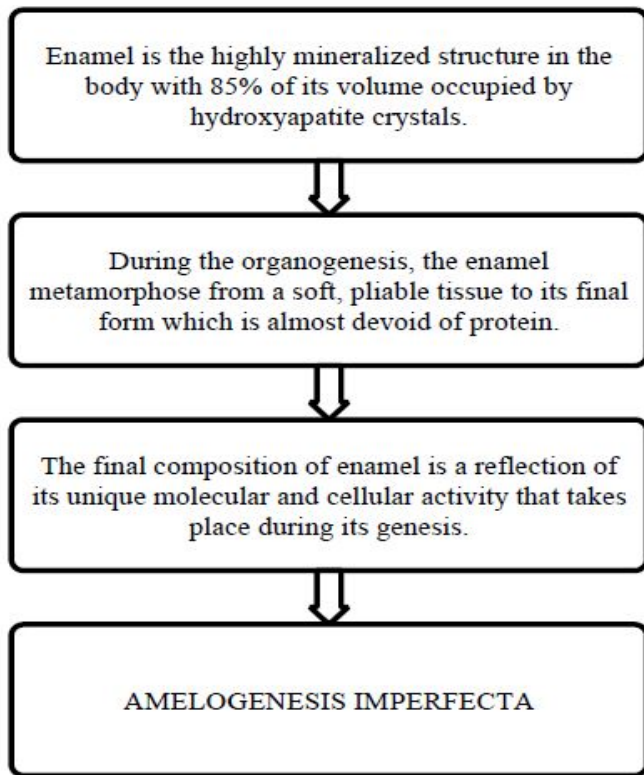 Enamel is the highly mineralized structure in the
body with 85% of its volume occupied by
hydroxyapatite crystals.
During the organogenesis, the enamel
metamorphose from a soft, pliable tissue to its final
form which is almost devoid of protein.
The final composition of enamel is a reflection of
its unique molecular and cellular activity that takes
place during its genesis.
AMELOGENESIS IMPERFECTA